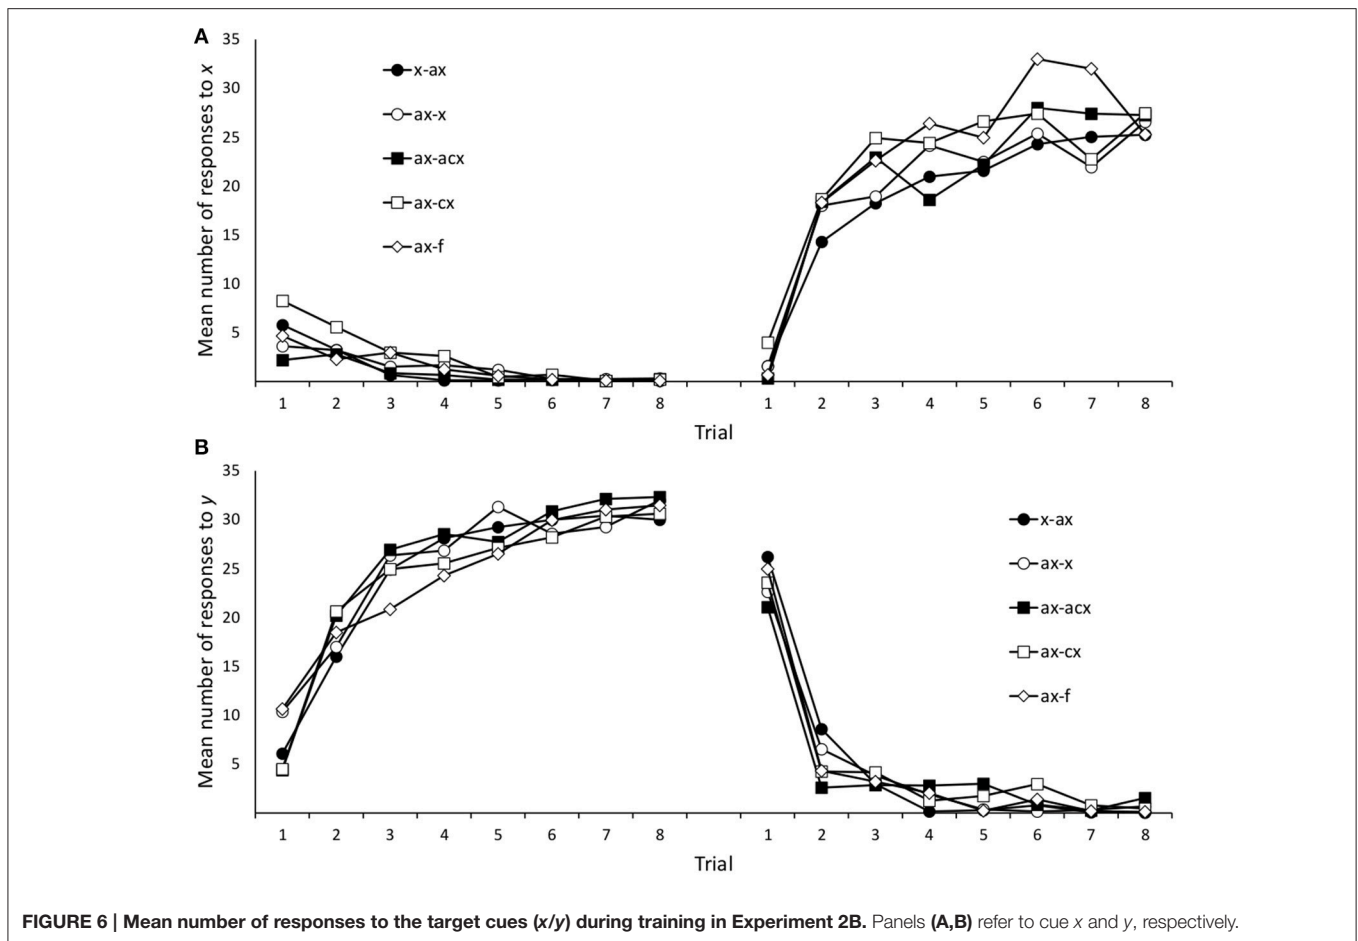 A
Mean number of responses to x
35
30
25
20
15
10
5
x-ax
ax-x
ax-acx
ax-cx
ax-f
1 2 3 4 5 6 7 8 1 2 3 4 5 6 7 8
Trial
B
Mean number of responses to y
35
30
25
20
15
10
5
x-ax
ax-x
ax-acx
ax-cx
ax-f
1 2 3 4 5 6 7 8 1 2 3 4 5 6 7 8
Trial
FIGURE 6 | Mean number of responses to the target cues (x/y) during training in Experiment 2B. Panels (A,B) refer to cue x and y, respectively.